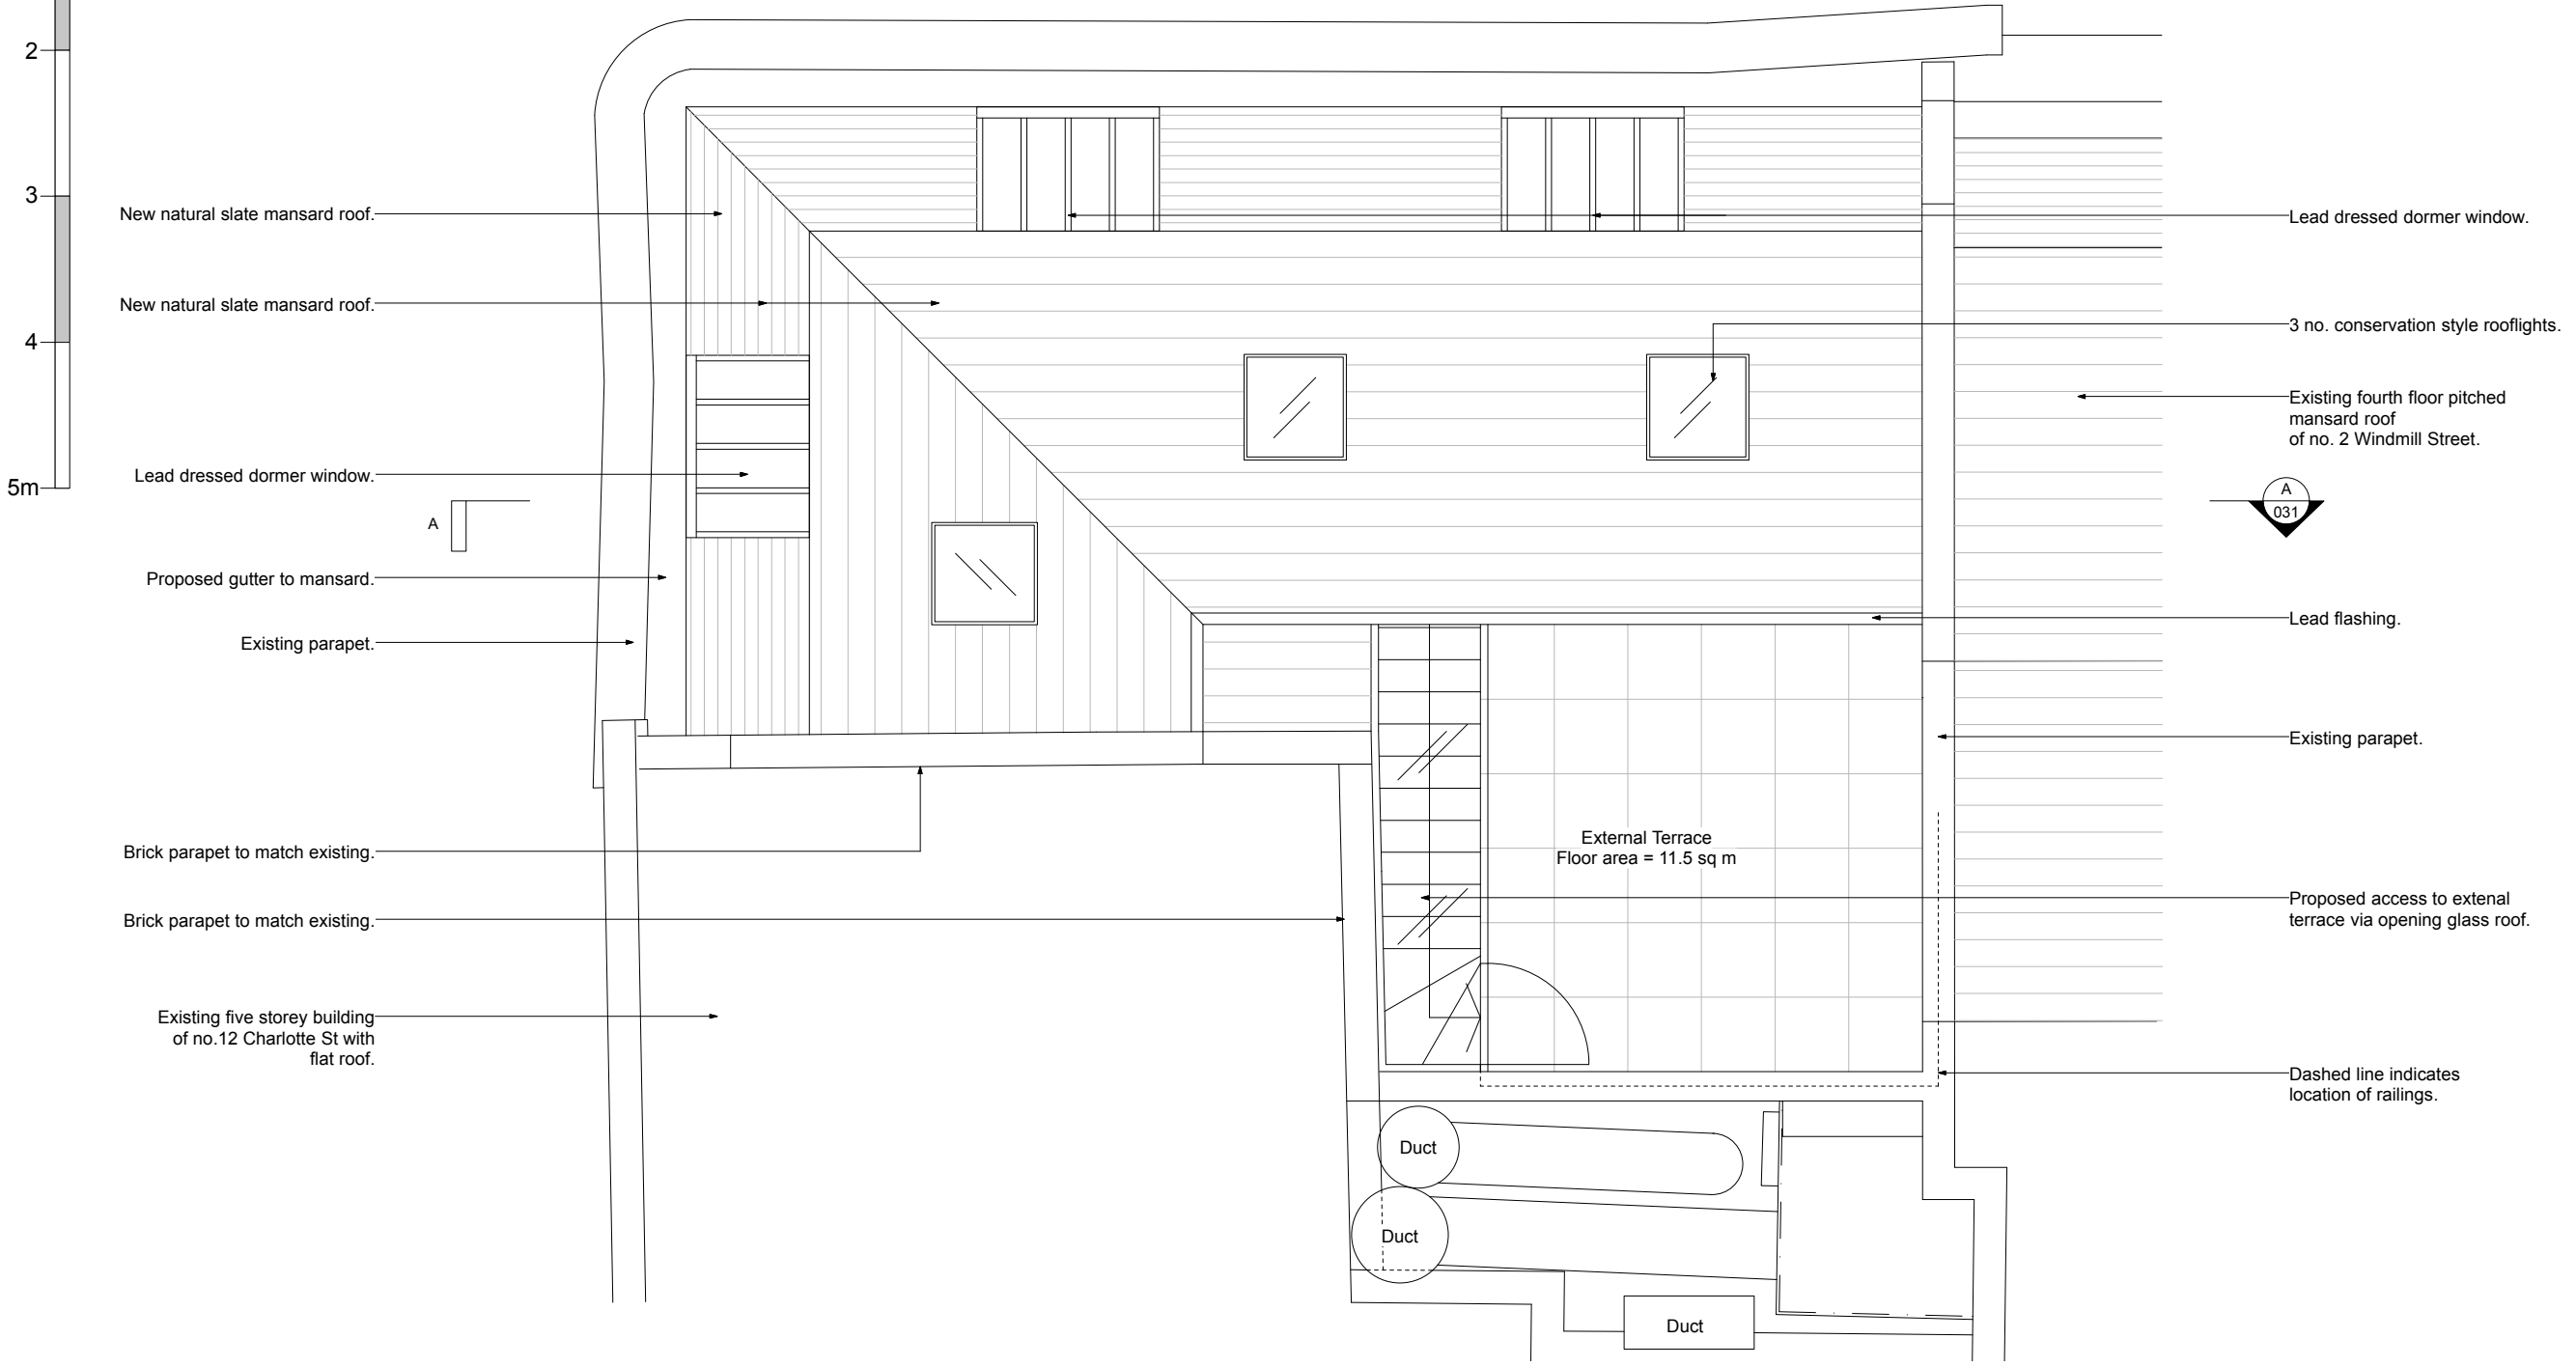 2
3
4
5m
New natural slate mansard roof.
New natural slate mansard roof.
Lead dressed dormer window.
A
Proposed gutter to mansard.
Existing parapet.
Brick parapet to match existing.
Brick parapet to match existing.
Existing five storey building
of no.12 Charlotte St with
flat roof.
External Terrace
Floor area = 11.5 sq m
Duct
Duct
Duct
Lead dressed dormer window.
3 no. conservation style rooflights.
Existing fourth floor pitched
mansard roof
of no. 2 Windmill Street.
A
031
Lead flashing.
Existing parapet.
Proposed access to extenal
terrace via opening glass roof.
Dashed line indicates
location of railings.